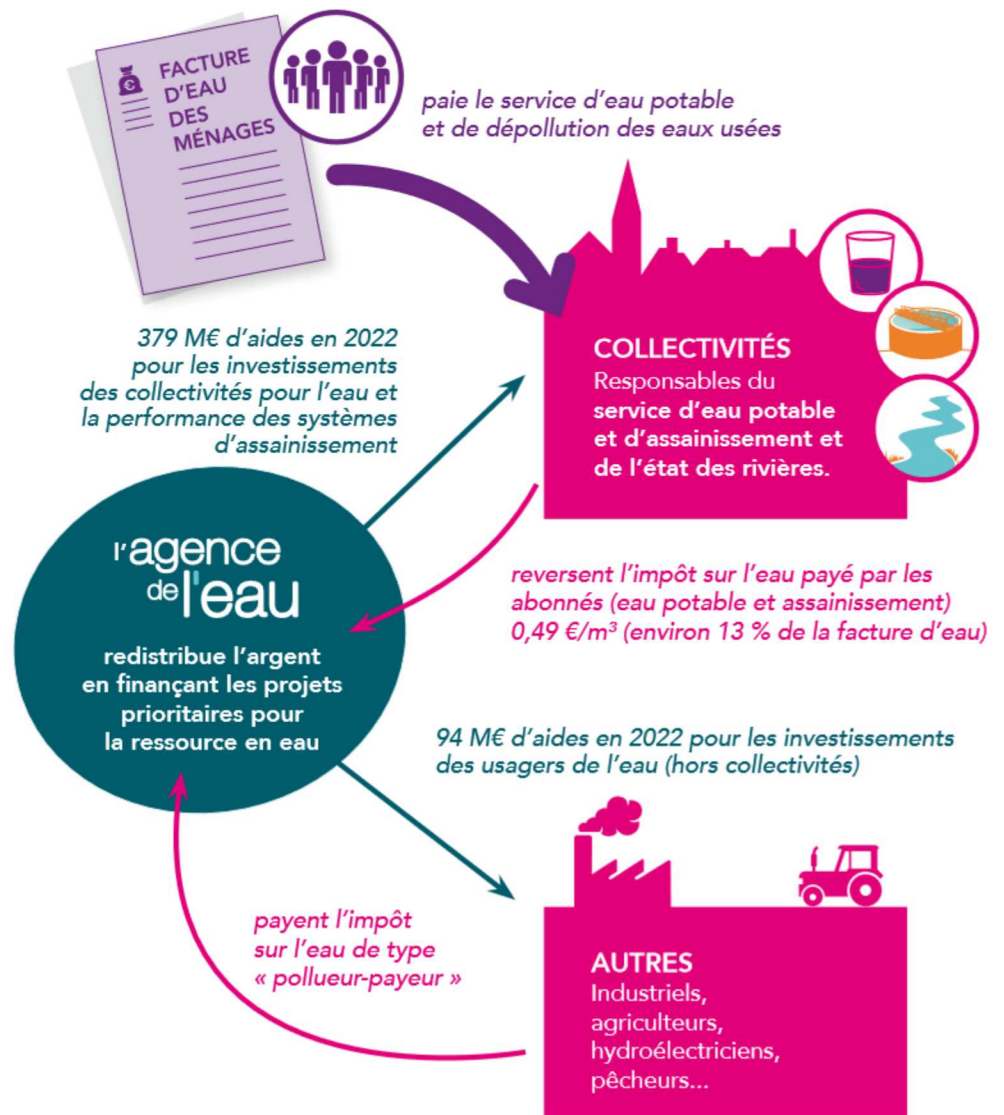 FACTURE
D'EAU
DES
MÉNAGES
paie le service d'eau potable
et de dépollution des eaux usées
379 M€ d'aides en 2022
pour les investissements
des collectivités pour l'eau et
la performance des systèmes
d'assainissement
COLLECTIVITÉS
Responsables du
service d'eau potable
et d'assainissement et
de l'état des rivières.
l'agence
de l'eau
redistribue l'argent
en finançant les projets
prioritaires pour
la ressource en eau
reversent l'impôt sur l'eau payé par les
abonnés (eau potable et assainissement)
0,49 €/m³ (environ 13 % de la facture d'eau)
94 M€ d'aides en 2022 pour les investissements
des usagers de l'eau (hors collectivités)
payent l'impôt
sur l'eau de type
« pollueur-payeur »
AUTRES
Industriels,
agriculteurs,
hydroélectriciens,
pêcheurs...